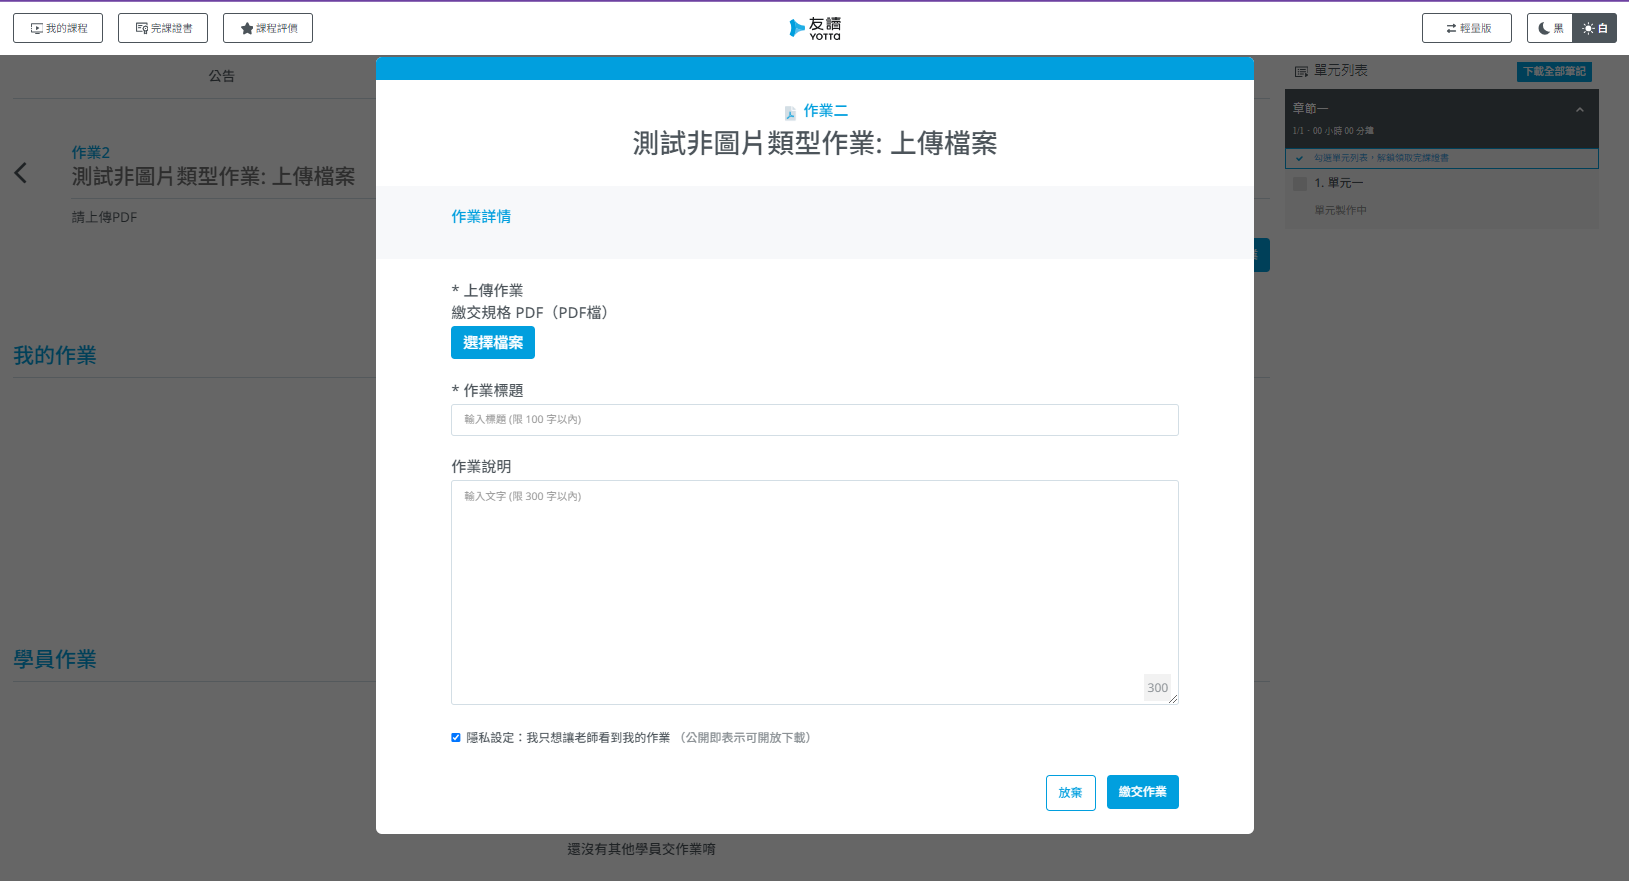 我的課程
完課證書
課程評價
友讀
YOTTA
輕量版
黑
白
公告
作業2
測試非圖片類型作業: 上傳檔案
請上傳PDF
我的作業
學員作業
還沒有其他學員交作業唷
作業二
測試非圖片類型作業: 上傳檔案
作業詳情
* 上傳作業
繳交規格 PDF（PDF檔）
選擇檔案
* 作業標題
輸入標題 (限 100 字以內)
作業說明
輸入文字 (限 300 字以內)
300
隱私設定：我只想讓老師看到我的作業 （公開即表示可開放下載）
放棄
繳交作業
單元列表
下載全部筆記
章節一
1/1 - 00 小時 00 分鐘
勾選單元列表，解鎖領取完課證書
1. 單元一
單元製作中